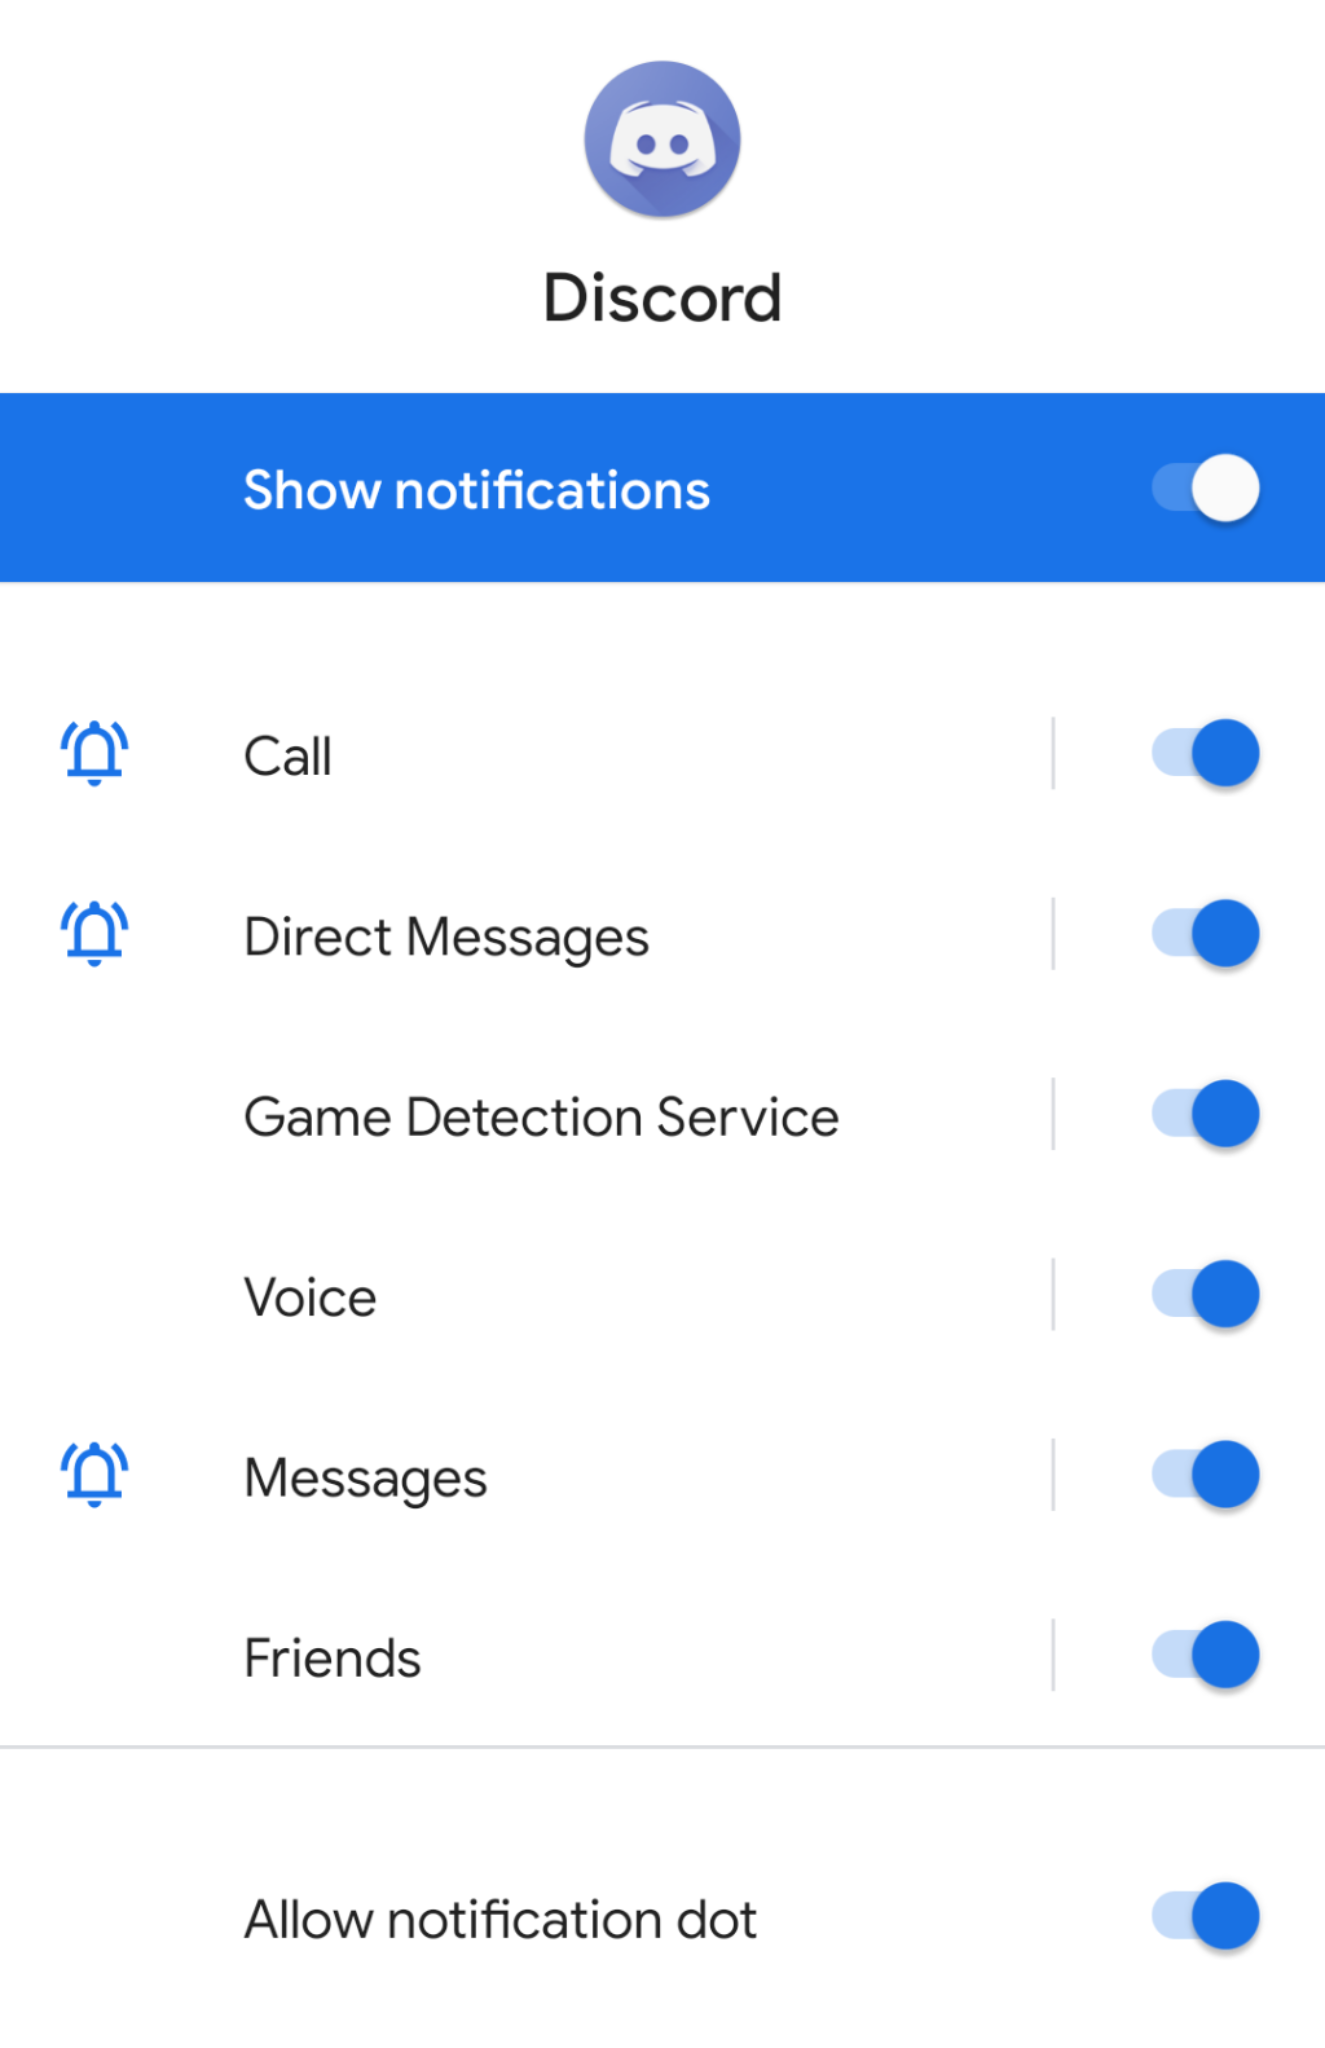 Discord
Show notifications
Call
Direct Messages
Game Detection Service
Voice
Messages
Friends
Allow notification dot